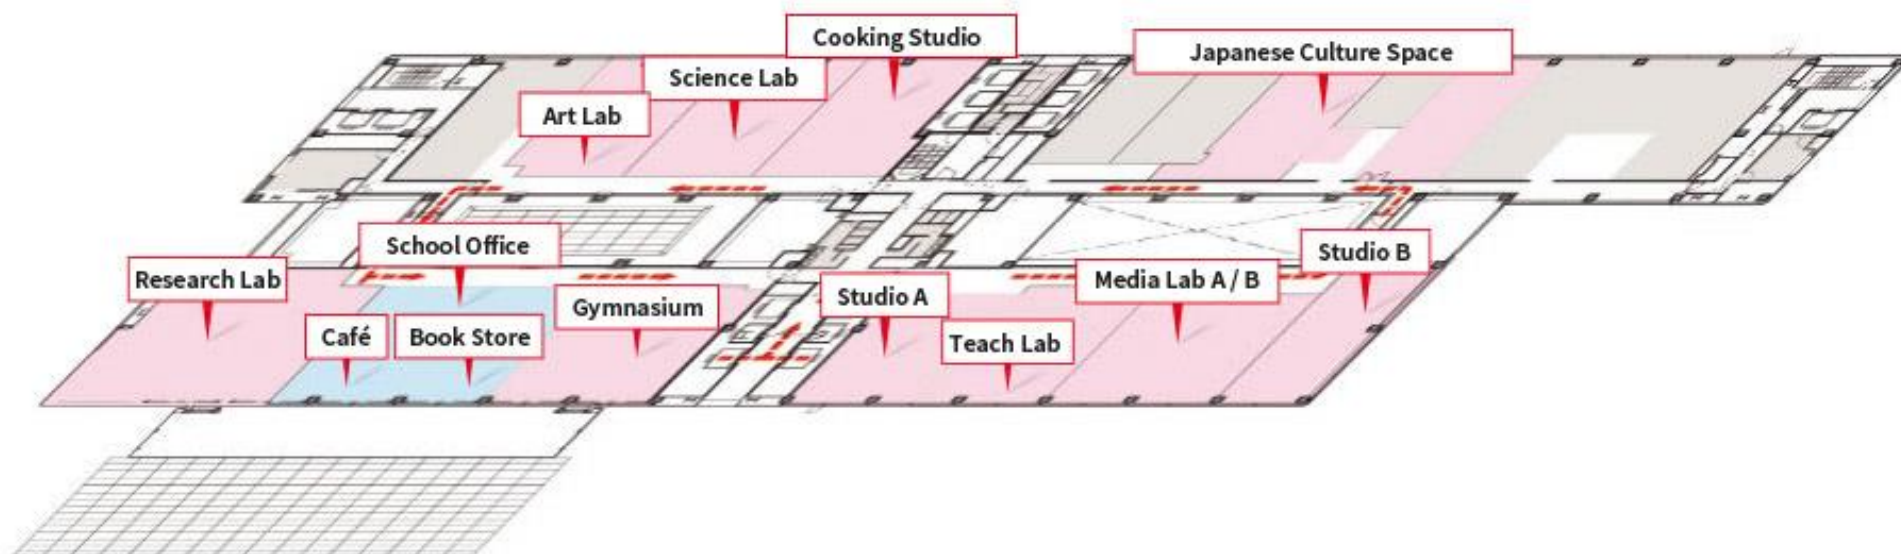 Cooking Studio
Japanese Culture Space
Science Lab
Art Lab
School Office
Studio B
Research Lab
Media Lab A / B
Studio A
Gymnasium
Café
Book Store
Teach Lab